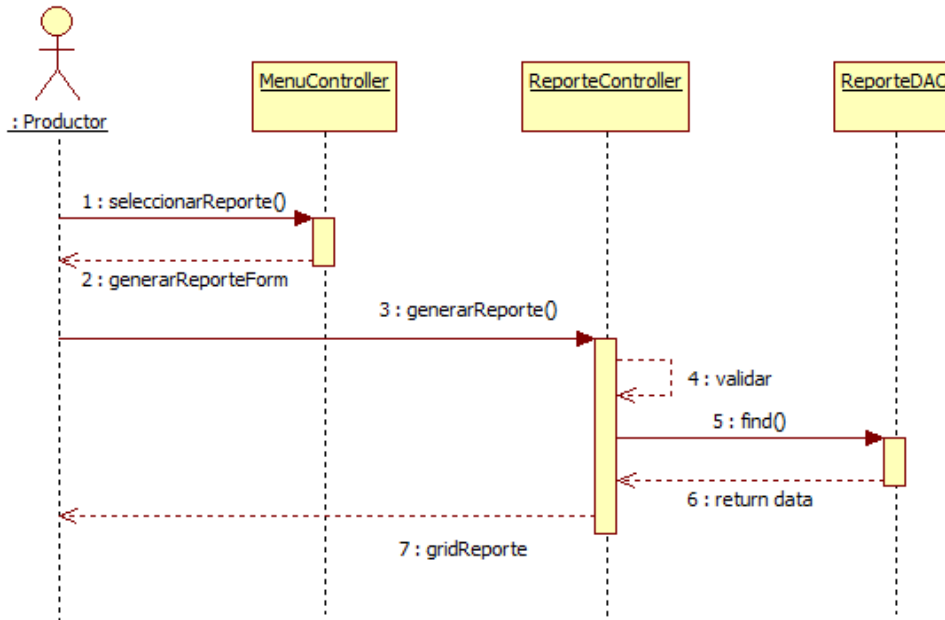 : Productor
MenuController
ReporteController
ReporteDAO
1 : seleccionarReporte()
2 : generarReporteForm
3 : generarReporte()
4 : validar
5 : find()
6 : return data
7 : gridReporte